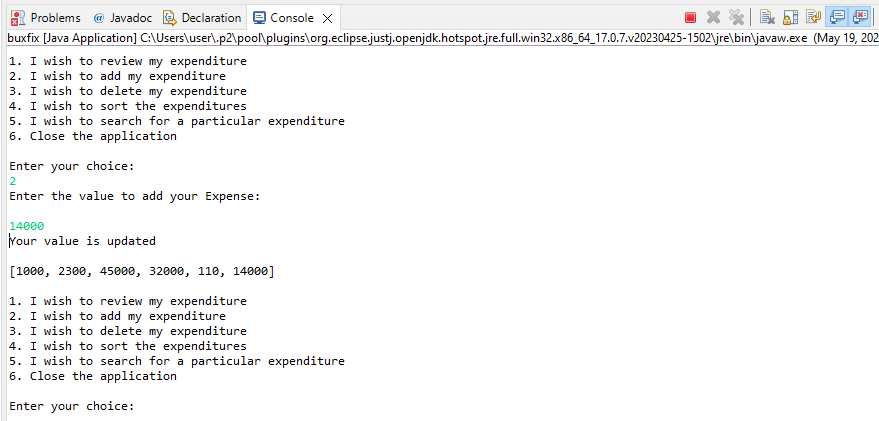 Problems @ Javadoc Declaration Console
buxfix [Java Application] C:\Users\user\.p2\pool\plugins\org.eclipse.justj.openjdk.hotspot.jre.full.win32.x86_64_17.0.7.v20230425-1502\jre\bin\javaw.exe (May 19, 202
1. I wish to review my expenditure
2. I wish to add my expenditure
3. I wish to delete my expenditure
4. I wish to sort the expenditures
5. I wish to search for a particular expenditure
6. Close the application
Enter your choice:
2
Enter the value to add your Expense:
14000
Your value is updated
[1000, 2300, 45000, 32000, 110, 14000]
1. I wish to review my expenditure
2. I wish to add my expenditure
3. I wish to delete my expenditure
4. I wish to sort the expenditures
5. I wish to search for a particular expenditure
6. Close the application
Enter your choice: